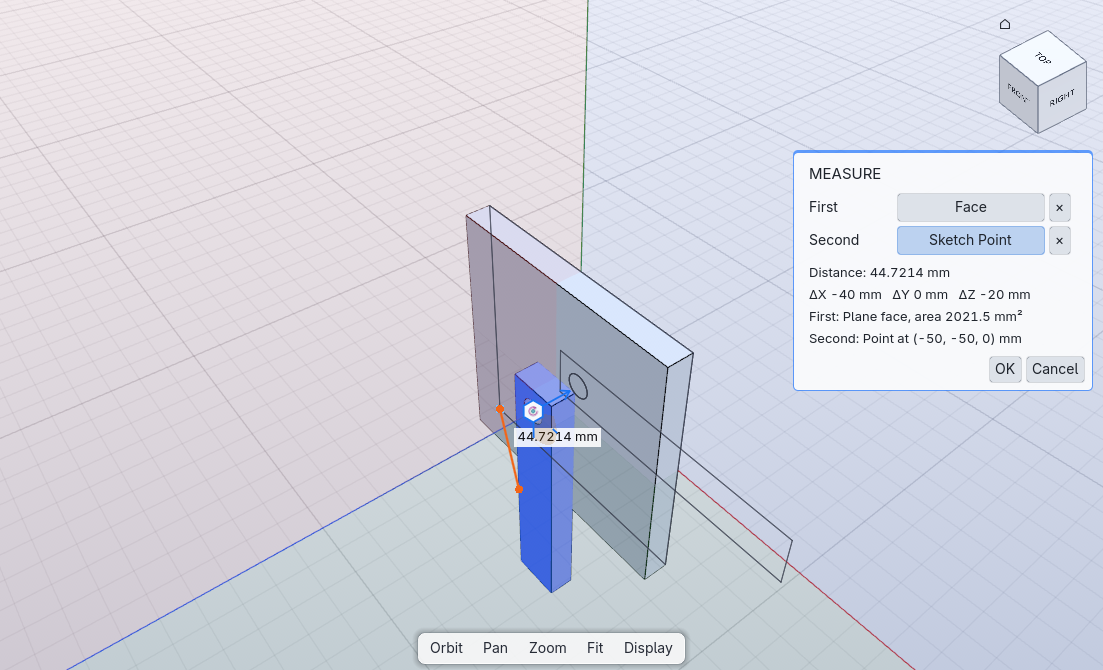 TOP
FRONT
RIGHT
MEASURE
First Face ×
Second Sketch Point ×
Distance: 44.7214 mm
ΔX -40 mm ΔY 0 mm ΔZ -20 mm
First: Plane face, area 2021.5 mm²
Second: Point at (-50, -50, 0) mm
OK Cancel
44.7214 mm
Orbit Pan Zoom Fit Display